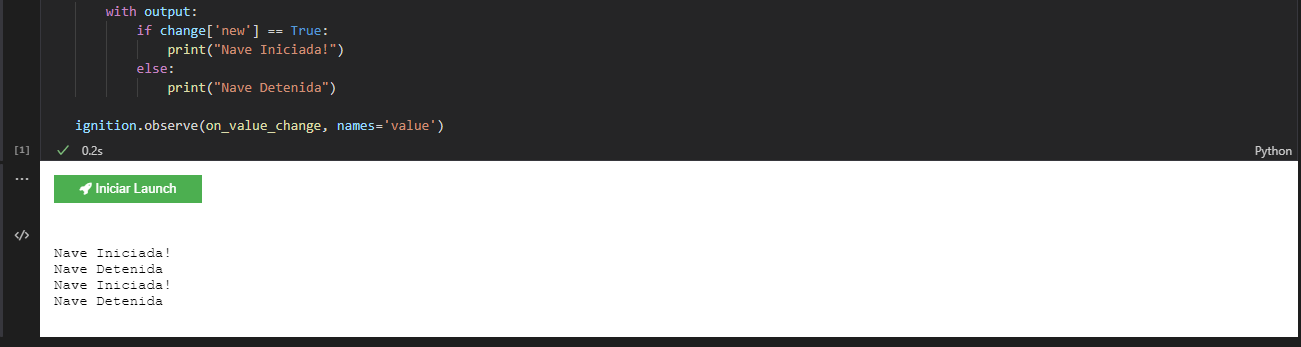 with output:
if change['new'] == True:
print("Nave Iniciada!")
else:
print("Nave Detenida")
ignition.observe(on_value_change, names='value')
[1]
0.2s
Python
...
Iniciar Launch
</>
Nave Iniciada!
Nave Detenida
Nave Iniciada!
Nave Detenida